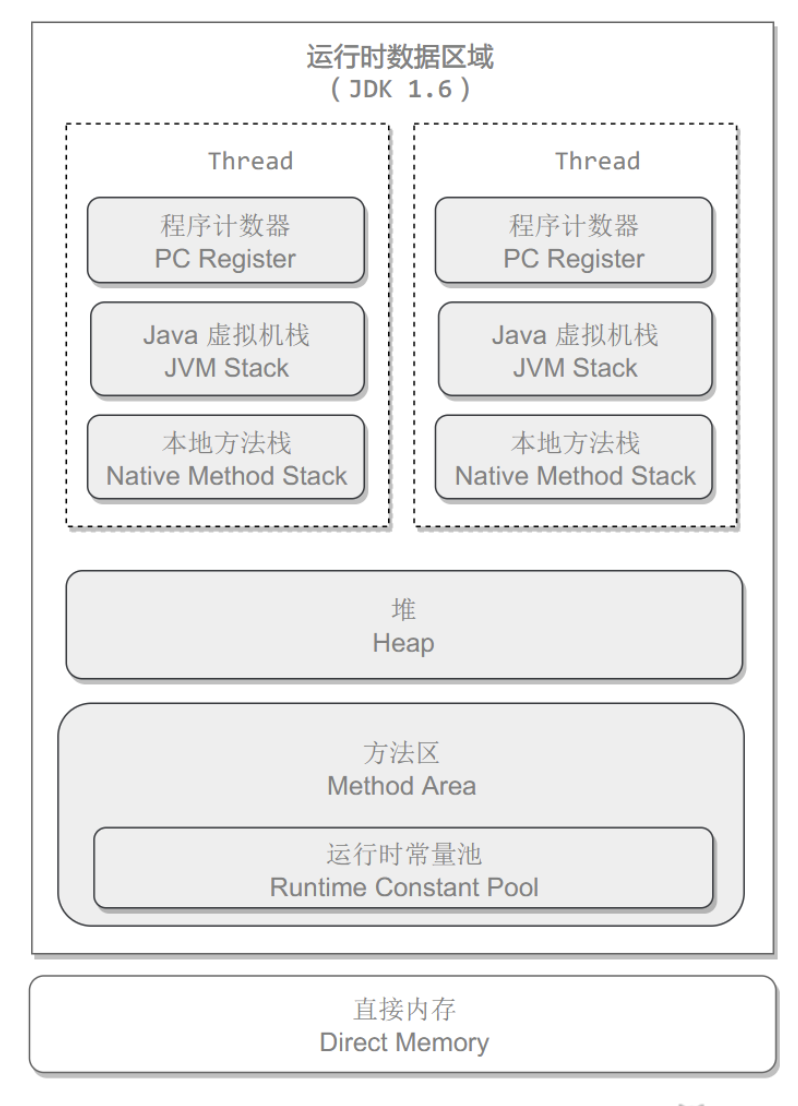 运行时数据区域
( JDK 1.6 )
Thread
程序计数器
PC Register
Java 虚拟机栈
JVM Stack
本地方法栈
Native Method Stack
Thread
程序计数器
PC Register
Java 虚拟机栈
JVM Stack
本地方法栈
Native Method Stack
堆
Heap
方法区
Method Area
运行时常量池
Runtime Constant Pool
直接内存
Direct Memory